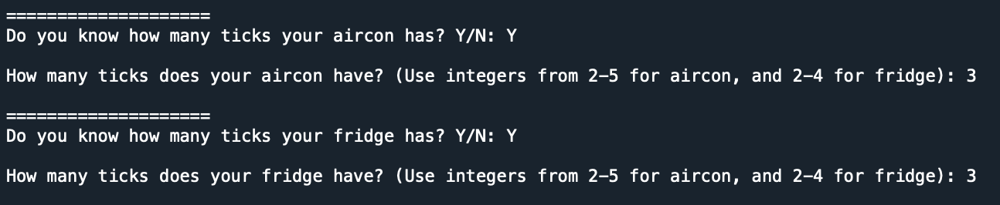 ====================
Do you know how many ticks your aircon has? Y/N: Y
How many ticks does your aircon have? (Use integers from 2-5 for aircon, and 2-4 for fridge): 3
====================
Do you know how many ticks your fridge has? Y/N: Y
How many ticks does your fridge have? (Use integers from 2-5 for aircon, and 2-4 for fridge): 3